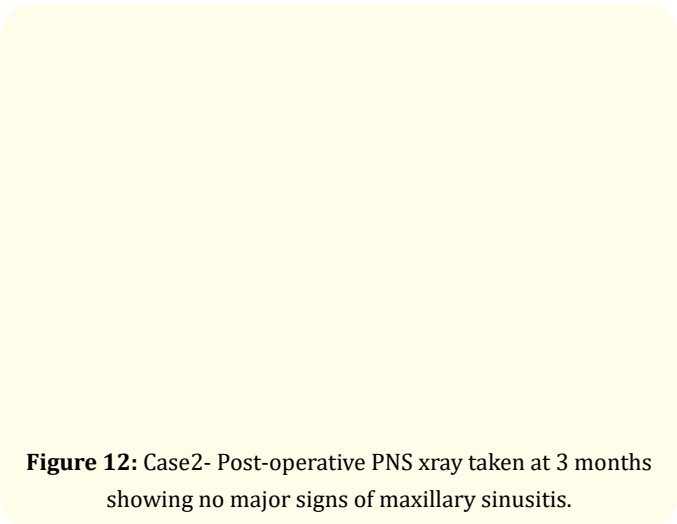 Figure 12: Case2- Post-operative PNS xray taken at 3 months
showing no major signs of maxillary sinusitis.